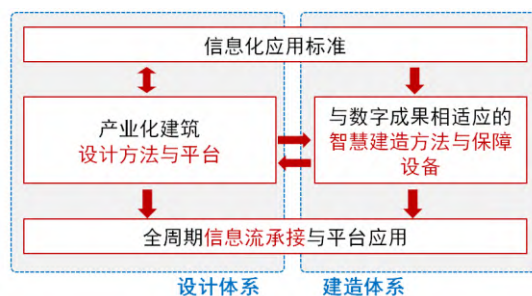 信息化应用标准
产业化建筑
设计方法与平台
与数字成果相适应的
智慧建造方法与保障
设备
全周期信息流承接与平台应用
设计体系
建造体系